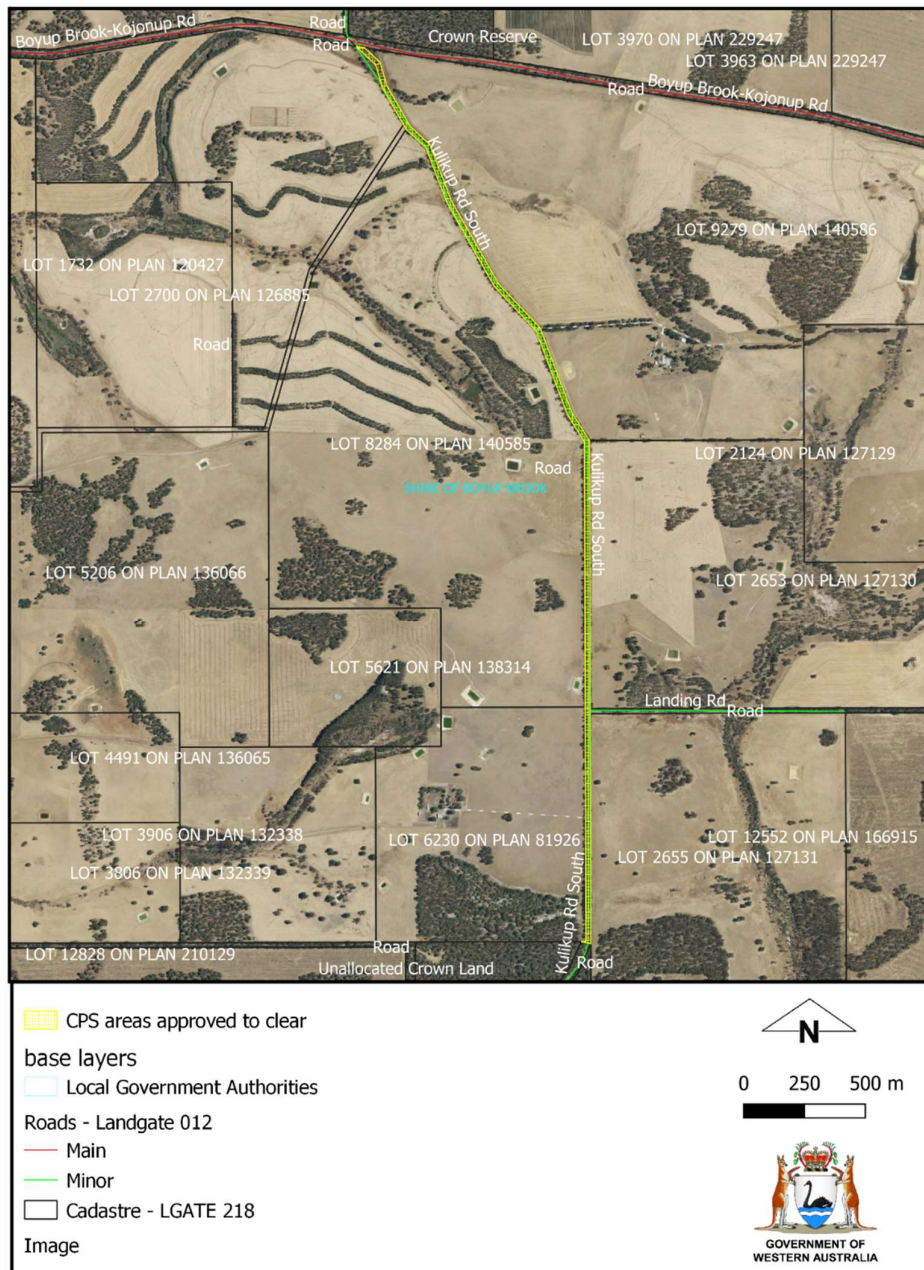 Road
Boyup Brook-Kojonup Rd
Road
Crown Reserve
LOT 3970 ON PLAN 229247
LOT 3963 ON PLAN 229247
Road
Boyup Brook-Kojonup Rd
Kulikup Rd South
LOT 9279 ON PLAN 140586
LOT 1732 ON PLAN 120427
LOT 2700 ON PLAN 126885
Road
LOT 8284 ON PLAN 140585
Road
LOT 2124 ON PLAN 127129
SHIRE OF BOYUP BROOK
Kulikup Rd South
LOT 5206 ON PLAN 136066
LOT 2653 ON PLAN 127130
LOT 5621 ON PLAN 138314
Landing Rd
Road
LOT 4491 ON PLAN 136065
LOT 3906 ON PLAN 132338
LOT 6230 ON PLAN 81926
LOT 12552 ON PLAN 166915
LOT 2655 ON PLAN 127131
LOT 3806 ON PLAN 132339
Kulikup Rd South
Road
LOT 12828 ON PLAN 210129
Road
Unallocated Crown Land
CPS areas approved to clear
base layers
Local Government Authorities
Roads - Landgate 012
Main
Minor
Cadastre - LGATE 218
Image
N
0 250 500 m
GOVERNMENT OF
WESTERN AUSTRALIA